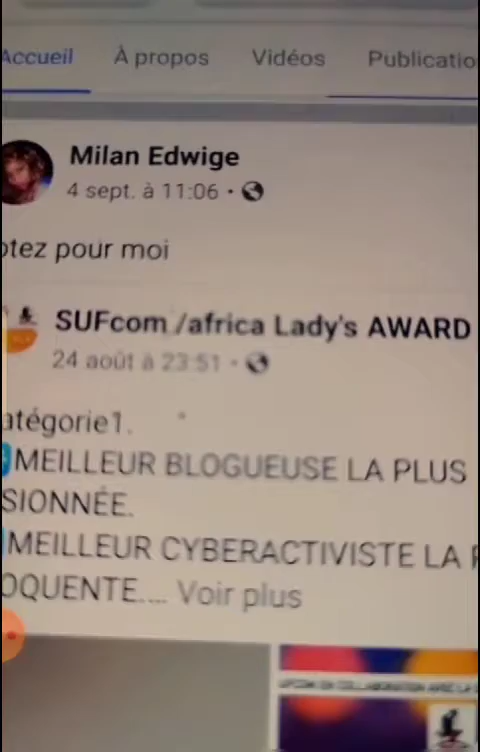 Accueil À propos Vidéos Publicatio
Milan Edwige
4 sept. à 11:06 •
otez pour moi
SUFcom /africa Lady's AWARD
24 août à 23:51 •
atégorie1.
MEILLEUR BLOGUEUSE LA PLUS
SIONNÉE.
MEILLEUR CYBERACTIVISTE LA P
OQUENTE.... Voir plus